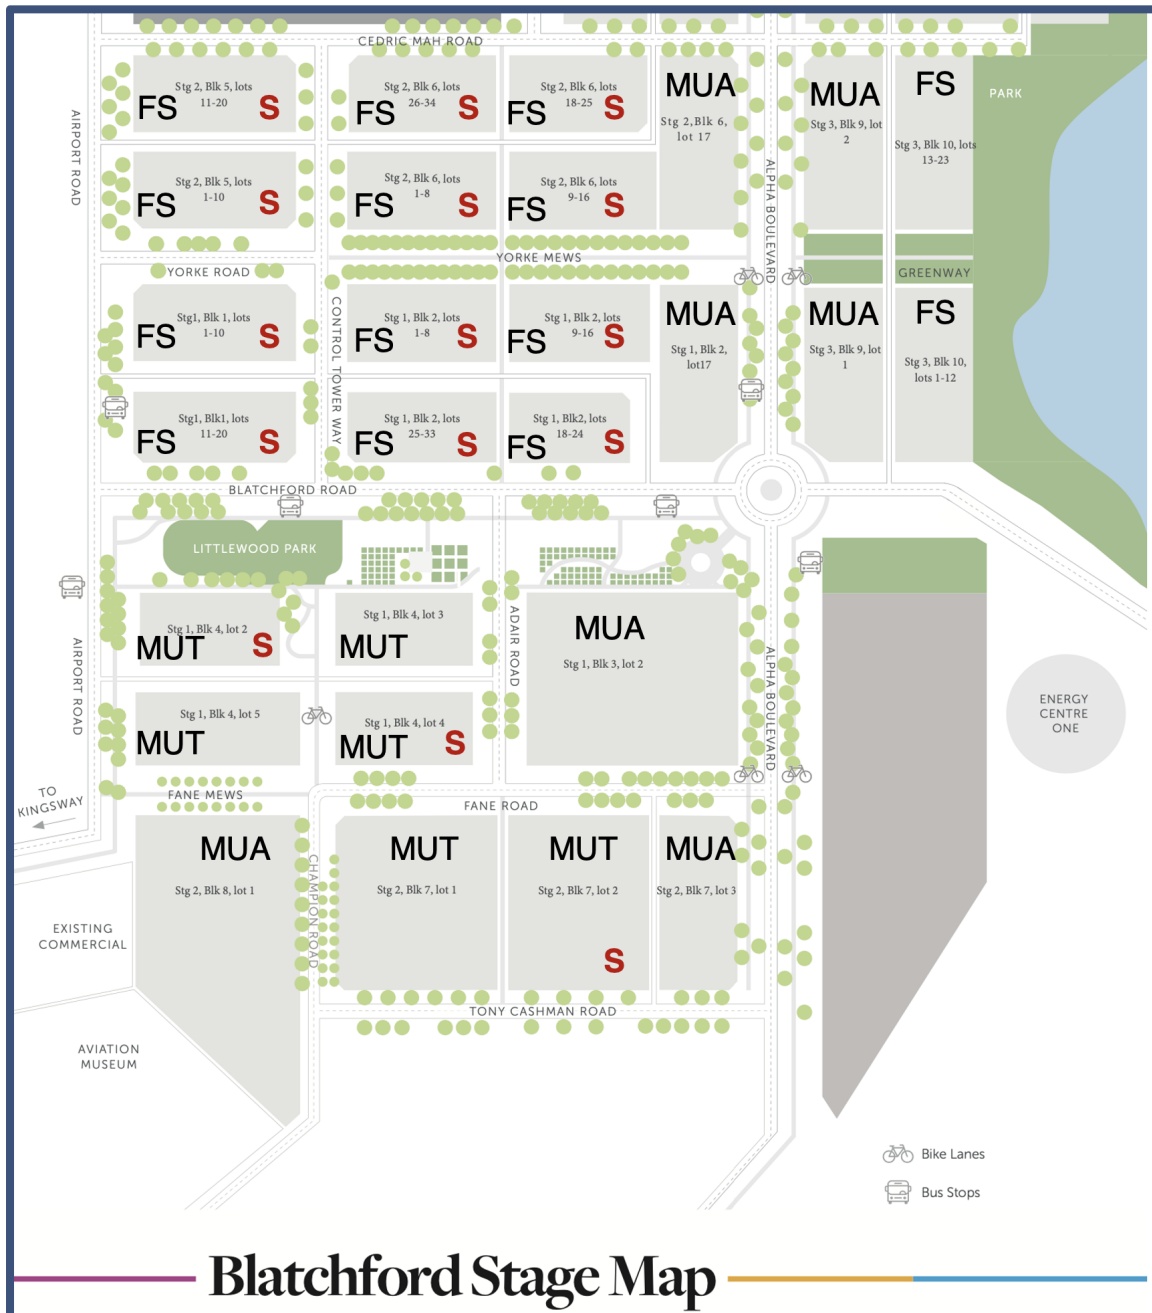 CEDRIC MAH ROAD
AIRPORT ROAD
Stg 2, Blk 5, lots
11-20
FS
S
Stg 2, Blk 6, lots
26-34
FS
S
Stg 2, Blk 6, lots
18-25
FS
S
MUA
Stg 2,Blk 6,
lot 17
MUA
Stg 3, Blk 9, lot
2
FS
Stg 3, Blk 10, lots
13-23
PARK
ALPHA BOULEVARD
Stg 2, Blk 5, lots
1-10
FS
S
Stg 2, Blk 6, lots
1-8
FS
S
Stg 2, Blk 6, lots
9-16
FS
S
YORKE MEWS
YORKE ROAD
GREENWAY
CONTROL TOWER WAY
Stg1, Blk 1, lots
1-10
FS
S
Stg 1, Blk 2, lots
1-8
FS
S
Stg 1, Blk 2, lots
9-16
FS
S
MUA
Stg 1, Blk 2,
lot17
MUA
Stg 3, Blk 9, lot
1
FS
Stg 3, Blk 10,
lots 1-12
Stg1, Blk1, lots
11-20
FS
S
Stg 1, Blk 2, lots
25-33
FS
S
Stg 1, Blk2, lots
18-24
FS
S
BLATCHFORD ROAD
LITTLEWOOD PARK
AIRPORT ROAD
Stg 1, Blk 4, lot 2
MUT
S
Stg 1, Blk 4, lot 3
MUT
ADAIR ROAD
MUA
Stg 1, Blk 3, lot 2
ALPHA BOULEVARD
ENERGY
CENTRE
ONE
Stg 1, Blk 4, lot 5
MUT
Stg 1, Blk 4, lot 4
MUT
S
TO
KINGSWAY
FANE MEWS
FANE ROAD
MUA
Stg 2, Blk 8, lot 1
CHAMPION ROAD
MUT
Stg 2, Blk 7, lot 1
MUT
Stg 2, Blk 7, lot 2
S
MUA
Stg 2, Blk 7, lot 3
EXISTING
COMMERCIAL
TONY CASHMAN ROAD
AVIATION
MUSEUM
Bike Lanes
Bus Stops
Blatchford Stage Map